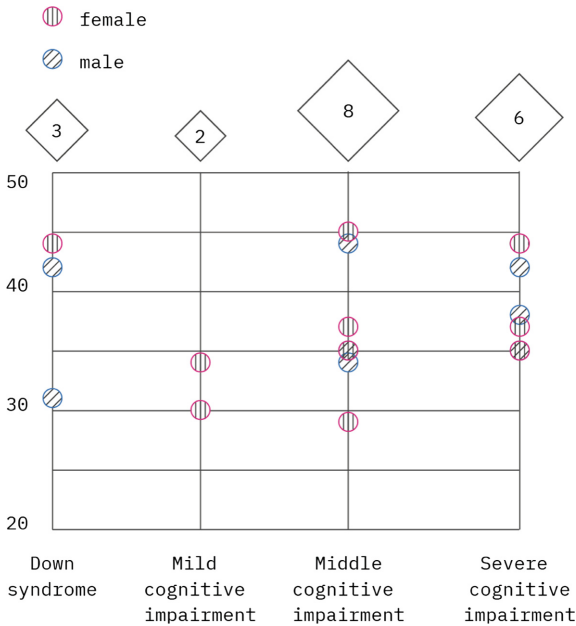 female
male
3
2
8
6
50
40
30
20
Down
syndrome
Mild
cognitive
impairment
Middle
cognitive
impairment
Severe
cognitive
impairment